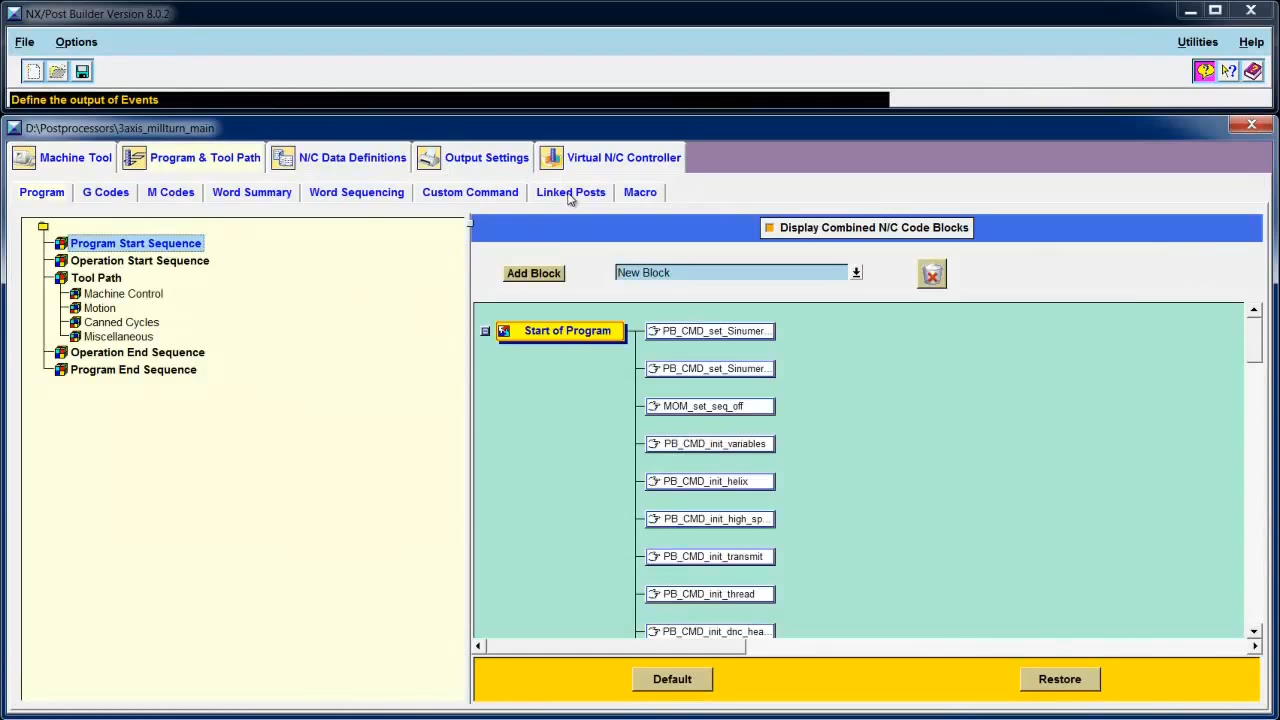 NX/Post Builder Version 8.0.2
File Options Utilities Help
Define the output of Events
D:\Postprocessors\3axis_millturn_main
Machine Tool Program & Tool Path N/C Data Definitions Output Settings Virtual N/C Controller
Program G Codes M Codes Word Summary Word Sequencing Custom Command Linked Posts Macro
Display Combined N/C Code Blocks
Program Start Sequence
Operation Start Sequence
Tool Path
Machine Control
Motion
Canned Cycles
Miscellaneous
Operation End Sequence
Program End Sequence
Add Block New Block
Start of Program PB_CMD_set_Sinumer...
PB_CMD_set_Sinumer...
MOM_set_seq_off
PB_CMD_init_variables
PB_CMD_init_helix
PB_CMD_init_high_sp...
PB_CMD_init_transmit
PB_CMD_init_thread
PB_CMD_init_dnc_hea...
Default Restore